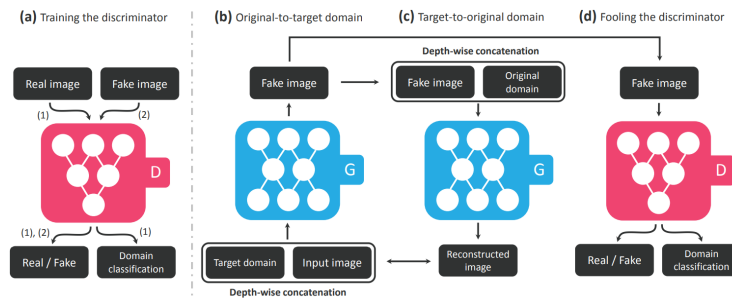 (a) Training the discriminator
Real image
Fake image
(1)
(2)
D
(1), (2)
(1)
Real / Fake
Domain
classification
(b) Original-to-target domain
Fake image
G
Target domain
Input image
Depth-wise concatenation
(c) Target-to-original domain
Depth-wise concatenation
Fake image
Original
domain
G
Reconstructed
image
(d) Fooling the discriminator
Fake image
D
Real / Fake
Domain
classification